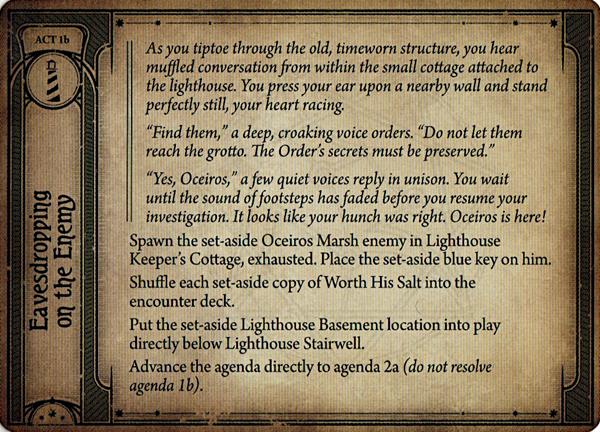 ACT 1b
Eavesdropping
on the Enemy
As you tiptoe through the old, timeworn structure, you hear
muffled conversation from within the small cottage attached to
the lighthouse. You press your ear upon a nearby wall and stand
perfectly still, your heart racing.
“Find them,” a deep, croaking voice orders. “Do not let them
reach the grotto. The Order’s secrets must be preserved.”
“Yes, Oceiros,” a few quiet voices reply in unison. You wait
until the sound of footsteps has faded before you resume your
investigation. It looks like your hunch was right. Oceiros is here!
Spawn the set-aside Oceiros Marsh enemy in Lighthouse
Keeper’s Cottage, exhausted. Place the set-aside blue key on him.
Shuffle each set-aside copy of Worth His Salt into the
encounter deck.
Put the set-aside Lighthouse Basement location into play
directly below Lighthouse Stairwell.
Advance the agenda directly to agenda 2a (do not resolve
agenda 1b).